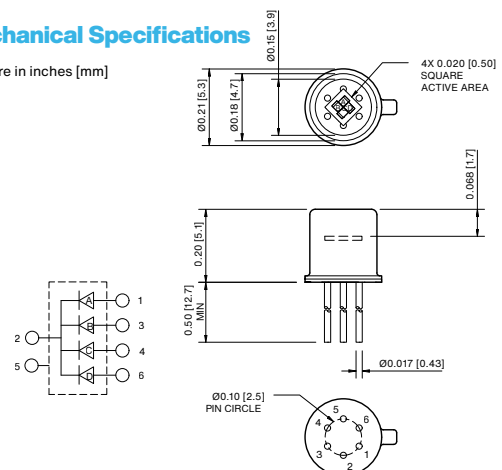 chanical Specifications
re in inches [mm]
Ø0.15 [3.9]
Ø0.18 [4.7]
Ø0.21 [5.3]
4X 0.020 [0.50]
SQUARE
ACTIVE AREA
0.068 [1.7]
0.20 [5.1]
0.50 [12.7]
MIN
Ø0.017 [0.43]
A
1
B
3
2
C
4
5
D
6
Ø0.10 [2.5]
PIN CIRCLE
5
4
6
3
1
2